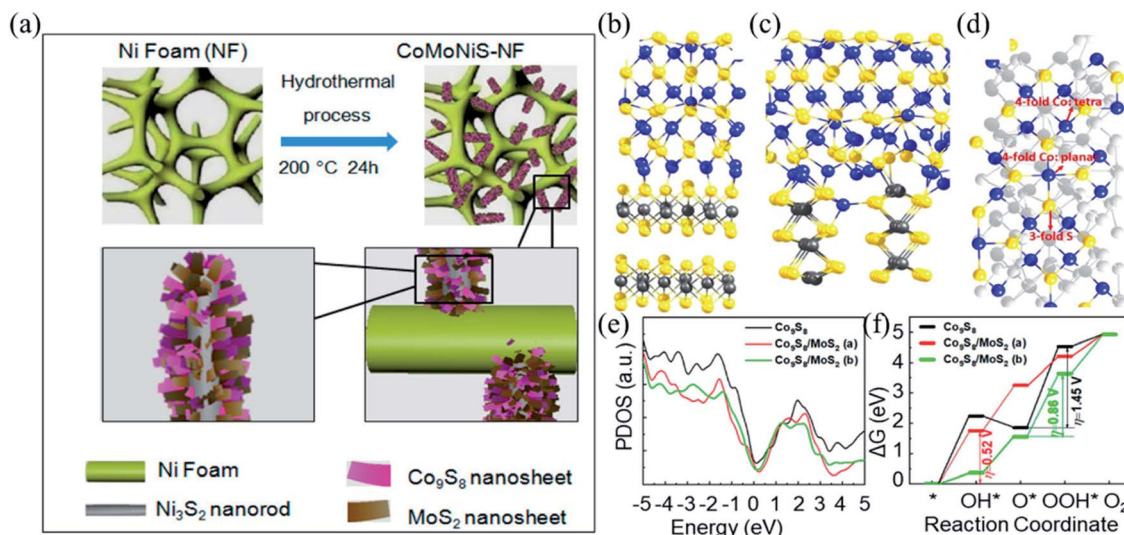 (a)
Ni Foam (NF)
CoMoNiS-NF
Hydrothermal
process
200 °C 24h
Ni Foam
Ni₃S₂ nanorod
Co₉S₈ nanosheet
MoS₂ nanosheet
(b)
(c)
(d)
4-fold Co: tetra
4-fold Co: planar
3-fold S
(e)
Co₉S₈
Co₉S₈/MoS₂ (a)
Co₉S₈/MoS₂ (b)
PDOS (a.u.)
-5 -4 -3 -2 -1 0 1 2 3 4 5
Energy (eV)
(f)
Co₉S₈
Co₉S₈/MoS₂ (a)
Co₉S₈/MoS₂ (b)
5
4
3
2
1
0
ΔG (eV)
η=0.52 V
η=0.86 V
η=1.45 V
* OH* O* OOH* O₂
Reaction Coordinate